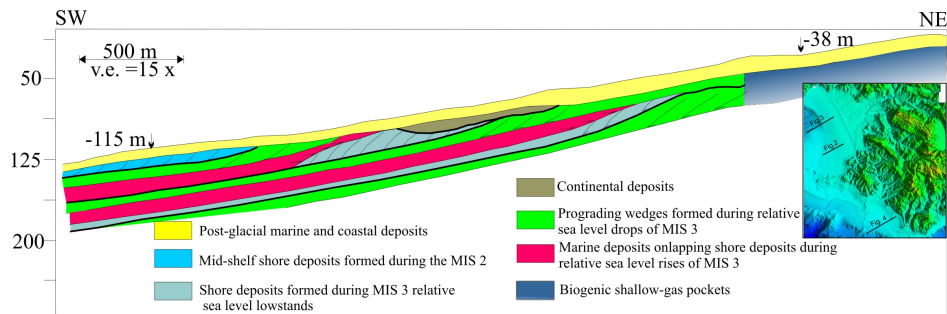 SW
NE
500 m
v.e. =15 x
-38 m
50
-115 m
125
200
Fig.3
Fig.2
Fig.4
Continental deposits
Prograding wedges formed during relative
sea level drops of MIS 3
Marine deposits onlapping shore deposits during
relative sea level rises of MIS 3
Biogenic shallow-gas pockets
Post-glacial marine and coastal deposits
Mid-shelf shore deposits formed during the MIS 2
Shore deposits formed during MIS 3 relative
sea level lowstands